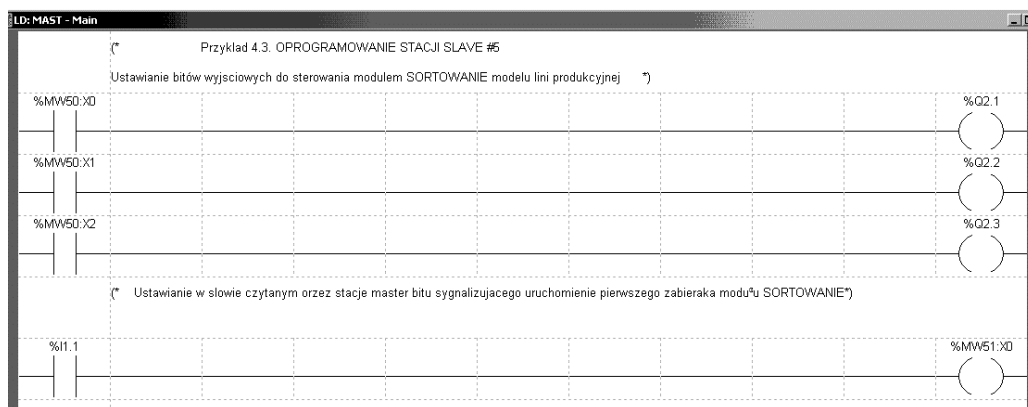 LD: MAST - Main
(* Przyklad 4.3. OPROGRAMOWANIE STACJI SLAVE #5
Ustawianie bitów wyjsciowych do sterowania modulem SORTOWANIE modelu lini produkcyjnej *)
%MW50:X0 %Q2.1
%MW50:X1 %Q2.2
%MW50:X2 %Q2.3
(* Ustawianie w slowie czytanym orzez stacje master bitu sygnalizujacego uruchomienie pierwszego zabieraka modułu SORTOWANIE*)
%I1.1 %MW51:X0